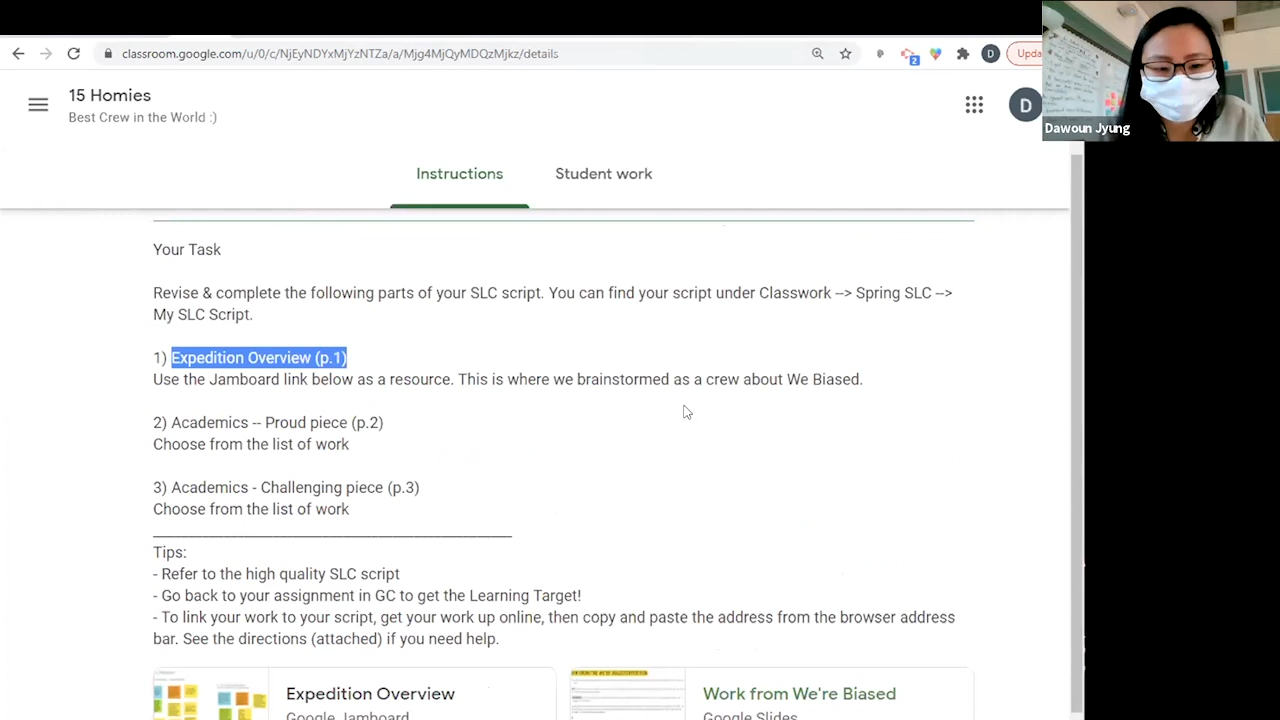 classroom.google.com/u/0/c/NjEyNDYxMjYzNTZa/a/Mjg4MjQyMDQzMjkz/details
2
D
Upda
15 Homies
Best Crew in the World :)
D
Dawoun Jyung
Instructions
Student work
Your Task
Revise & complete the following parts of your SLC script. You can find your script under Classwork --> Spring SLC -->
My SLC Script.
1) Expedition Overview (p.1)
Use the Jamboard link below as a resource. This is where we brainstormed as a crew about We Biased.
2) Academics -- Proud piece (p.2)
Choose from the list of work
3) Academics - Challenging piece (p.3)
Choose from the list of work
Tips:
- Refer to the high quality SLC script
- Go back to your assignment in GC to get the Learning Target!
- To link your work to your script, get your work up online, then copy and paste the address from the browser address
bar. See the directions (attached) if you need help.
Expedition Overview
Google Jamboard
Work from We're Biased
Google Slides